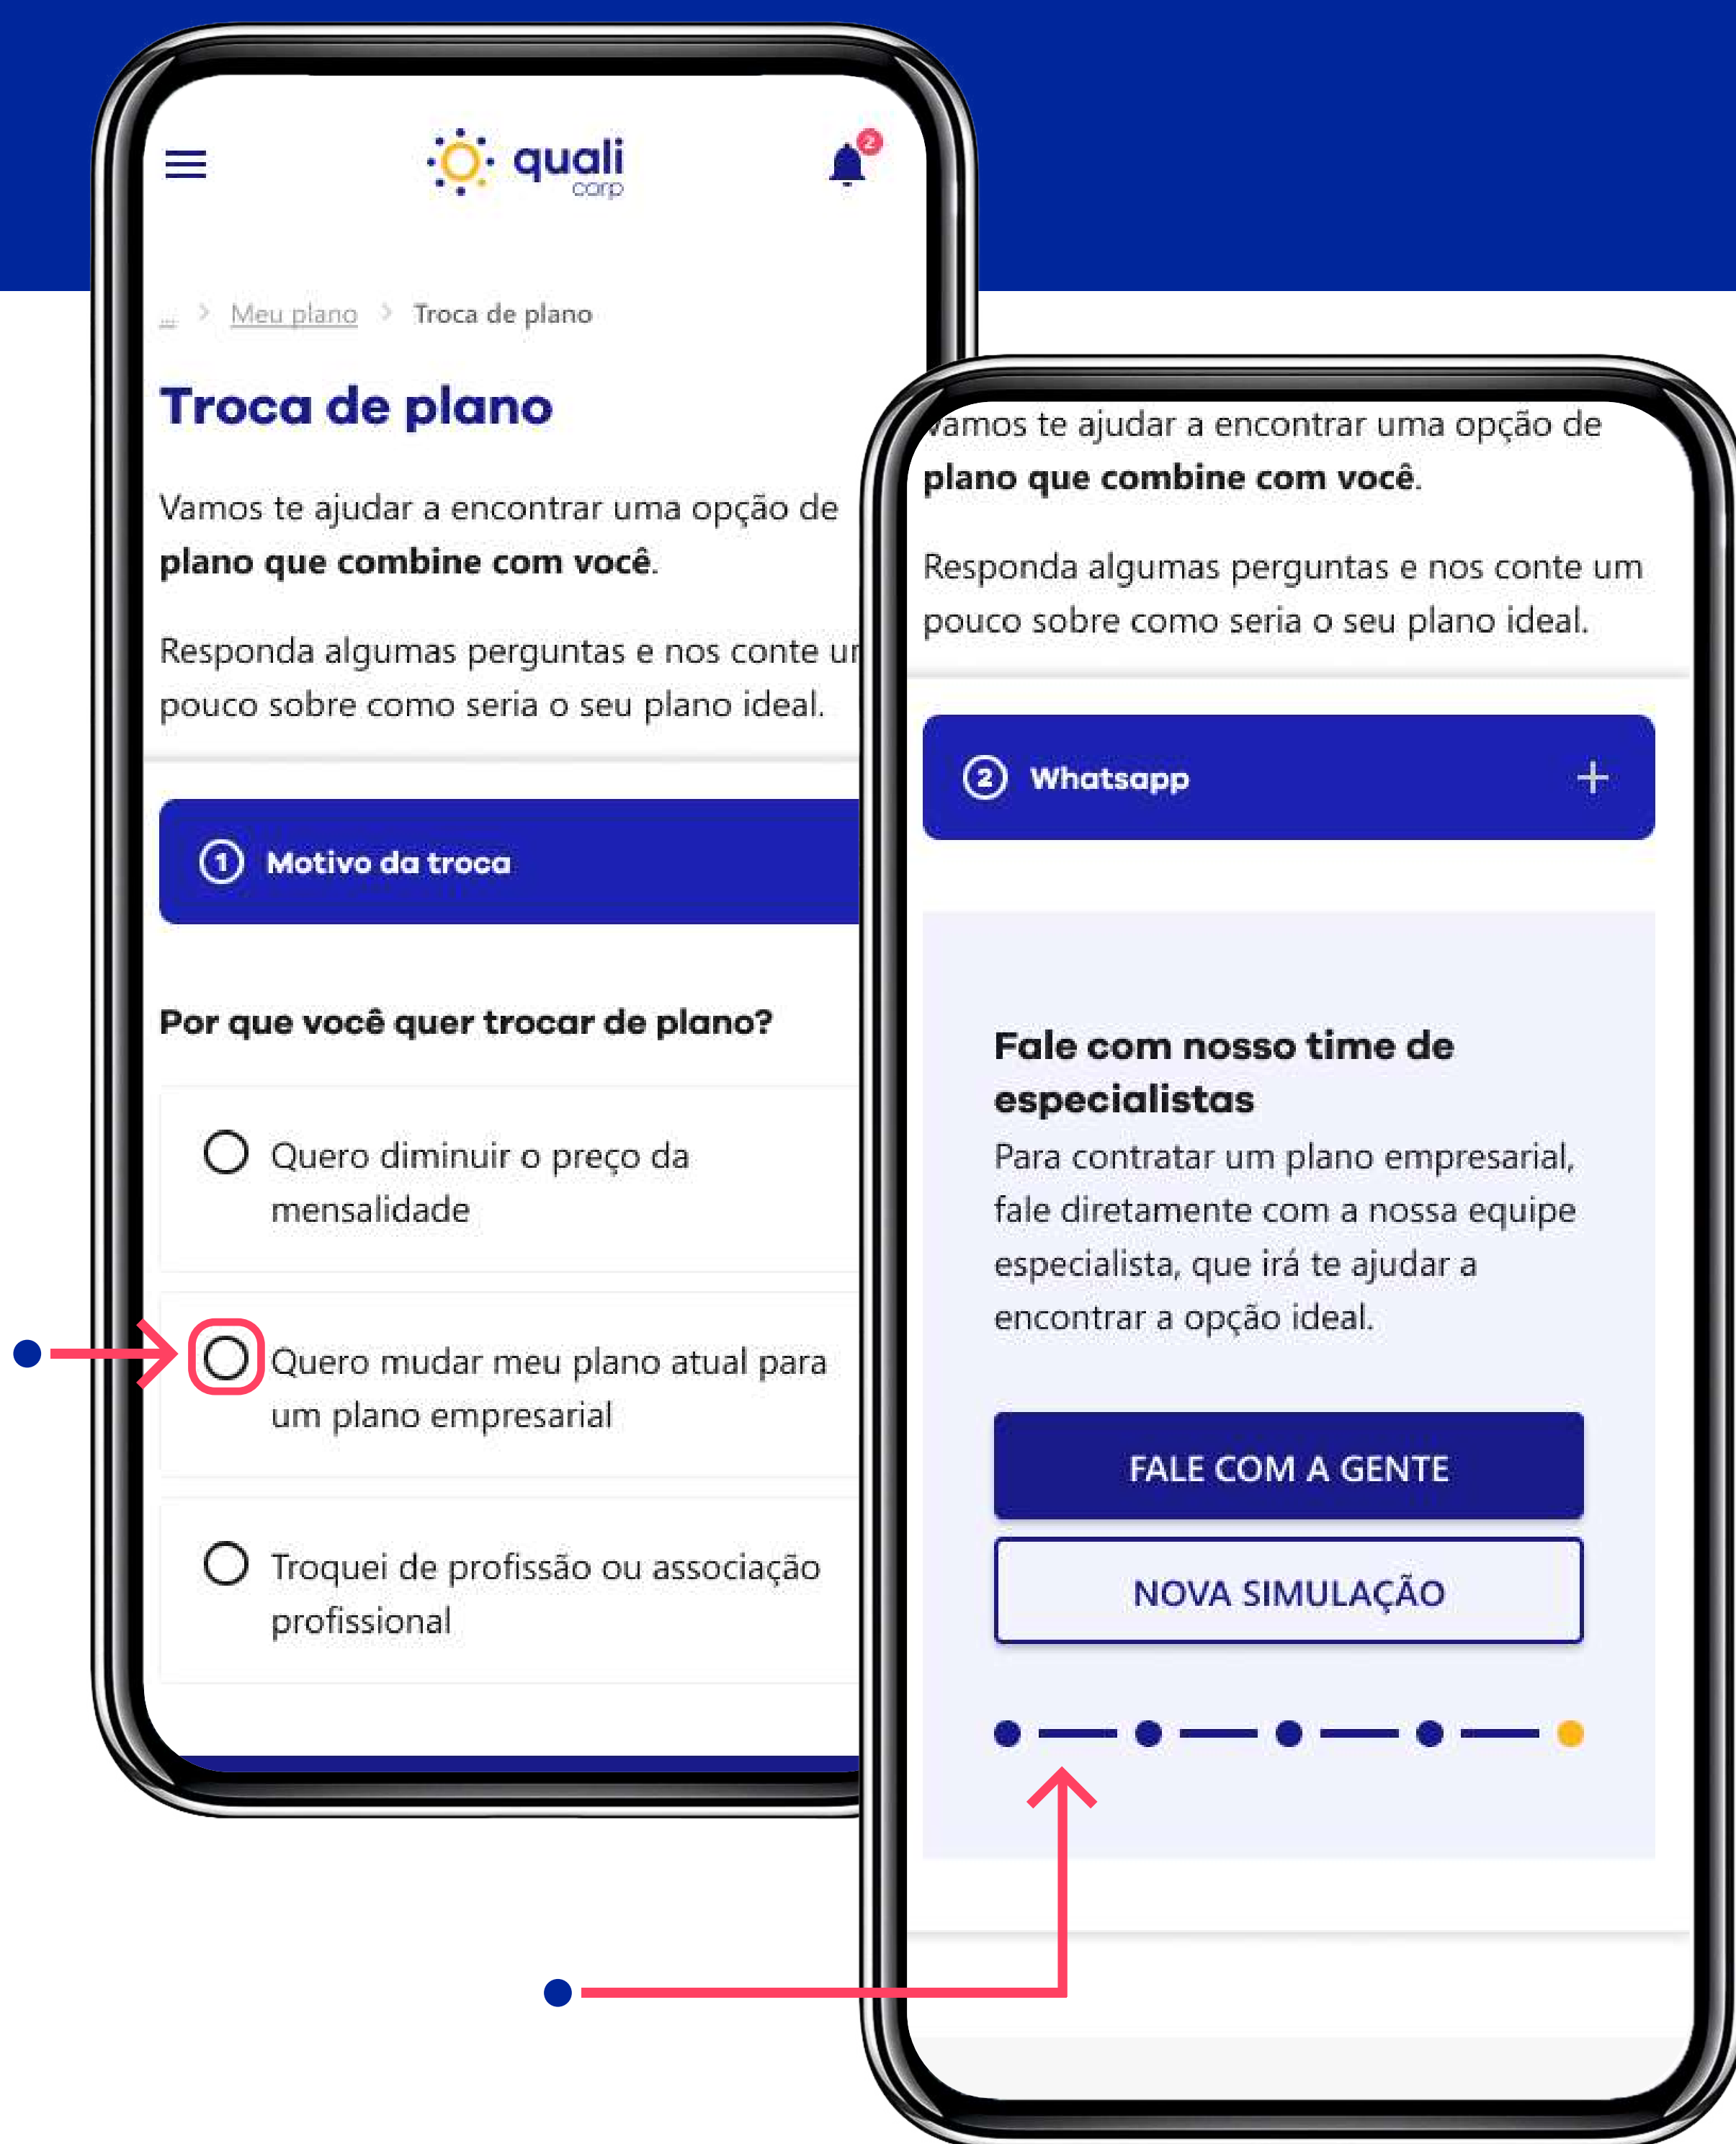 quali
corp
2
... > Meu plano > Troca de plano
Troca de plano
Vamos te ajudar a encontrar uma opção de
plano que combine com você.
Responda algumas perguntas e nos conte
pouco sobre como seria o seu plano ideal.
1 Motivo da troca
Por que você quer trocar de plano?
Quero diminuir o preço da
mensalidade
Quero mudar meu plano atual para
um plano empresarial
Troquei de profissão ou associação
profissional
Vamos te ajudar a encontrar uma opção de
plano que combine com você.
Responda algumas perguntas e nos conte um
pouco sobre como seria o seu plano ideal.
2 Whatsapp +
Fale com nosso time de
especialistas
Para contratar um plano empresarial,
fale diretamente com a nossa equipe
especialista, que irá te ajudar a
encontrar a opção ideal.
FALE COM A GENTE
NOVA SIMULAÇÃO